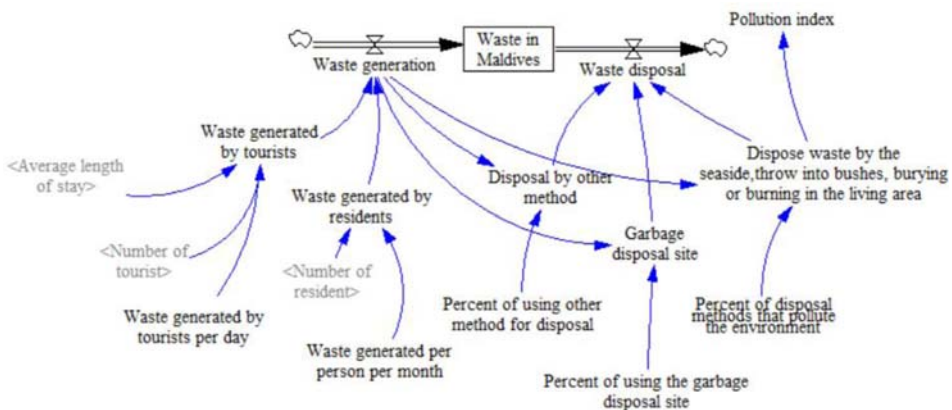 Pollution index
Waste in
Maldives
Waste generation
Waste disposal
Waste generated
by tourists
<Average length
of stay>
Waste generated by
residents
Disposal by other
method
Dispose waste by the
seaside,throw into bushes, burying
or burning in the living area
Garbage
disposal site
<Number of
tourist>
<Number of
resident>
Waste generated by
tourists per day
Waste generated per
person per month
Percent of using other
method for disposal
Percent of disposal
methods that pollute
the environment
Percent of using the garbage
disposal site